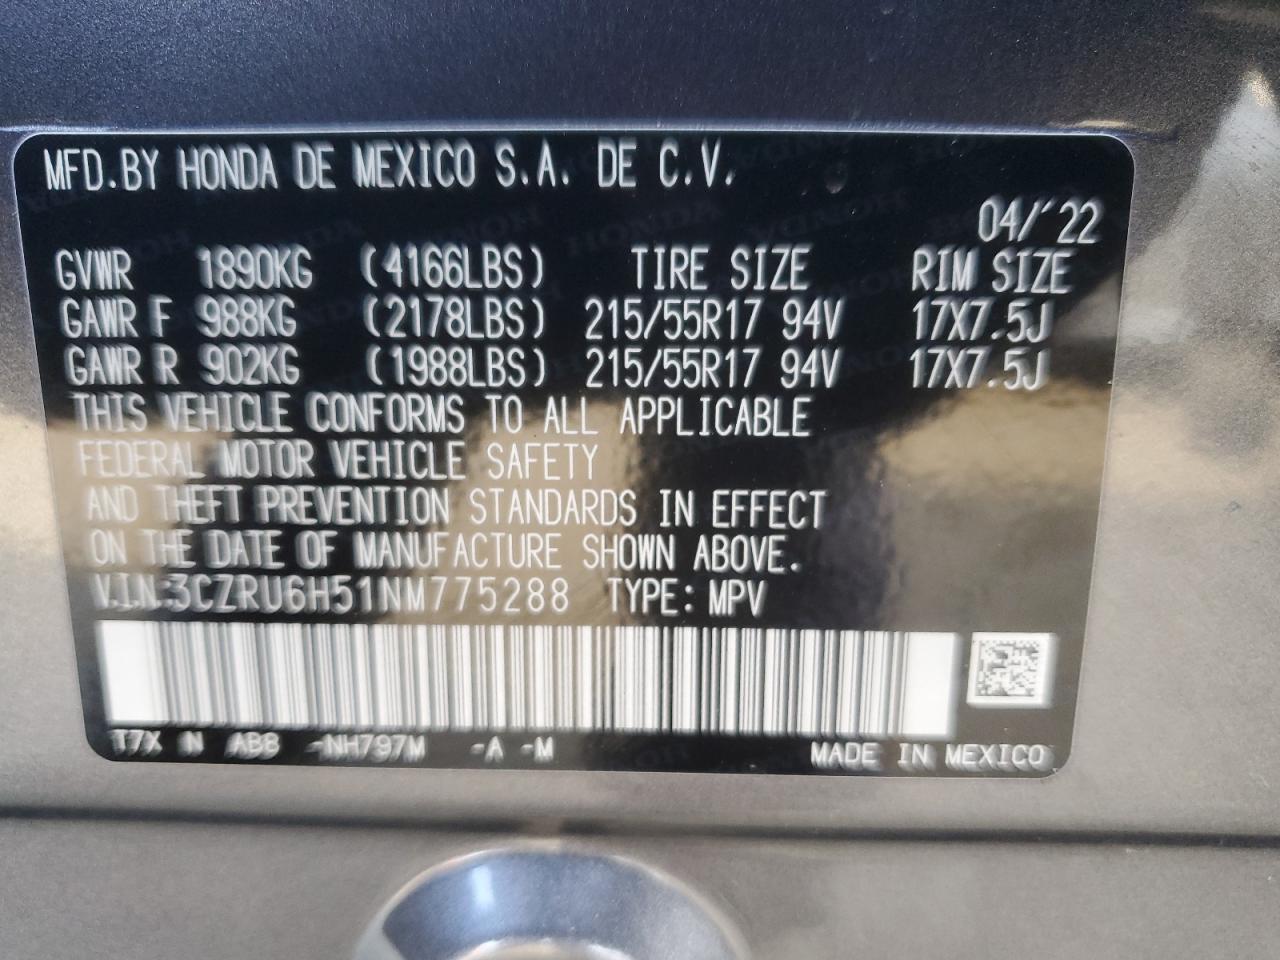 MFD.BY HONDA DE MEXICO S.A. DE C.V.
04/'22
GVWR 1890KG (4166LBS) TIRE SIZE RIM SIZE
GAWR F 988KG (2178LBS) 215/55R17 94V 17X7.5J
GAWR R 902KG (1988LBS) 215/55R17 94V 17X7.5J
THIS VEHICLE CONFORMS TO ALL APPLICABLE
FEDERAL MOTOR VEHICLE SAFETY
AND THEFT PREVENTION STANDARDS IN EFFECT
ON THE DATE OF MANUFACTURE SHOWN ABOVE.
V.I.N:3CZRU6H51NM775288 TYPE: MPV
T7X N AB8 -NH797M -A -M MADE IN MEXICO